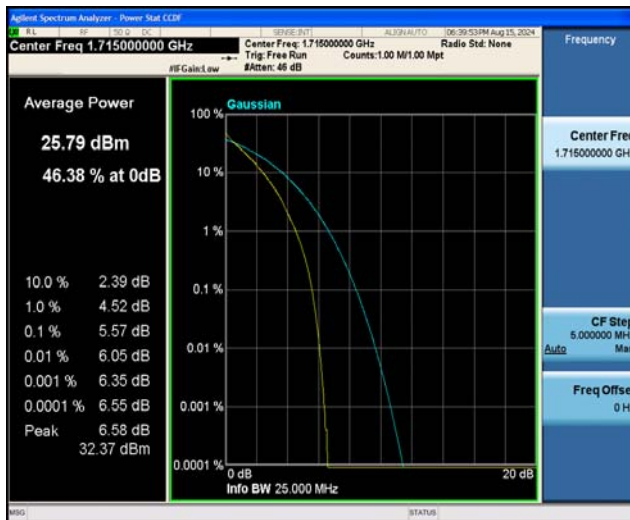 Agilent Spectrum Analyzer - Power Stat CCDF
RL RF 50 Ω DC SENSE:INT ALIGNAUTO 06:39:53PM Aug 15, 2024
Center Freq 1.715000000 GHz
Center Freq: 1.715000000 GHz Radio Std: None
Trig: Free Run Counts:1.00 M/1.00 Mpt
#IFGain:Low #Atten: 46 dB
Frequency
Average Power
25.79 dBm
46.38 % at 0dB
10.0 % 2.39 dB
1.0 % 4.52 dB
0.1 % 5.57 dB
0.01 % 6.05 dB
0.001 % 6.35 dB
0.0001 % 6.55 dB
Peak 6.58 dB
32.37 dBm
Gaussian
100 %
10 %
1 %
0.1 %
0.01 %
0.001 %
0.0001 %
0 dB 20 dB
Info BW 25.000 MHz
Center Fre
1.715000000 GH
CF Step
5.000000 MH
Auto Ma
Freq Offse
0 H
MSG STATUS